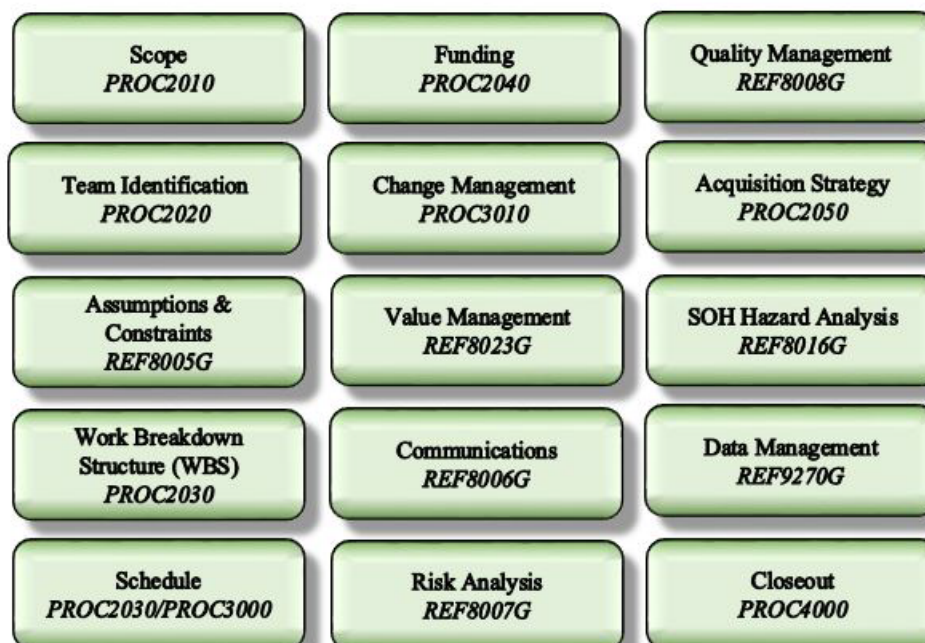 Scope
PROC2010
Funding
PROC2040
Quality Management
REF8008G
Team Identification
PROC2020
Change Management
PROC3010
Acquisition Strategy
PROC2050
Assumptions &
Constraints
REF8005G
Value Management
REF8023G
SOH Hazard Analysis
REF8016G
Work Breakdown
Structure (WBS)
PROC2030
Communications
REF8006G
Data Management
REF9270G
Schedule
PROC2030/PROC3000
Risk Analysis
REF8007G
Closeout
PROC4000